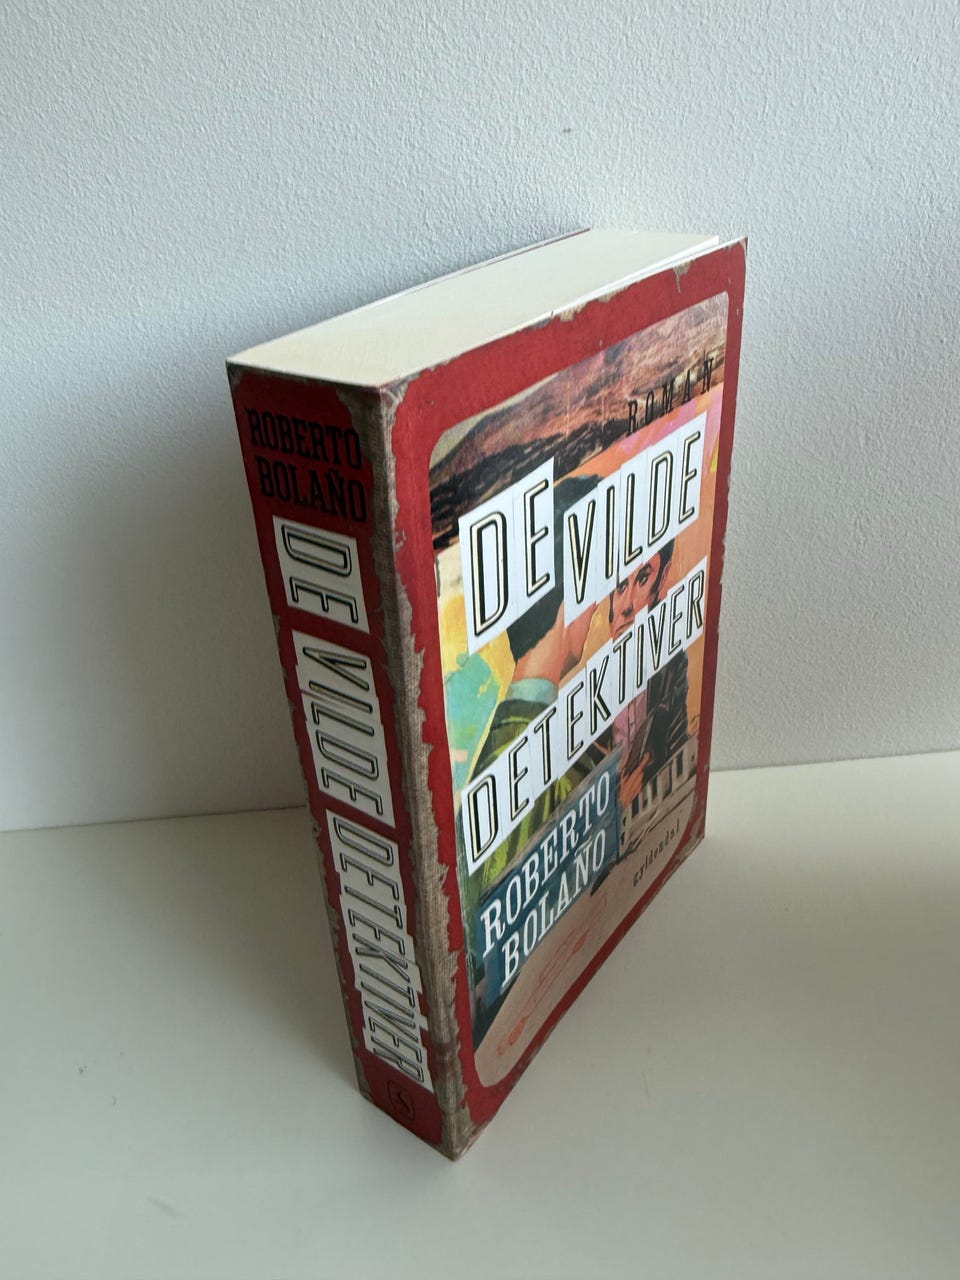 ROBERTO
BOLAÑO
DE VILDE DETEKTIVER
ROMAN
DE VILDE
DETEKTIVER
ROBERTO
BOLAÑO
gyldendal